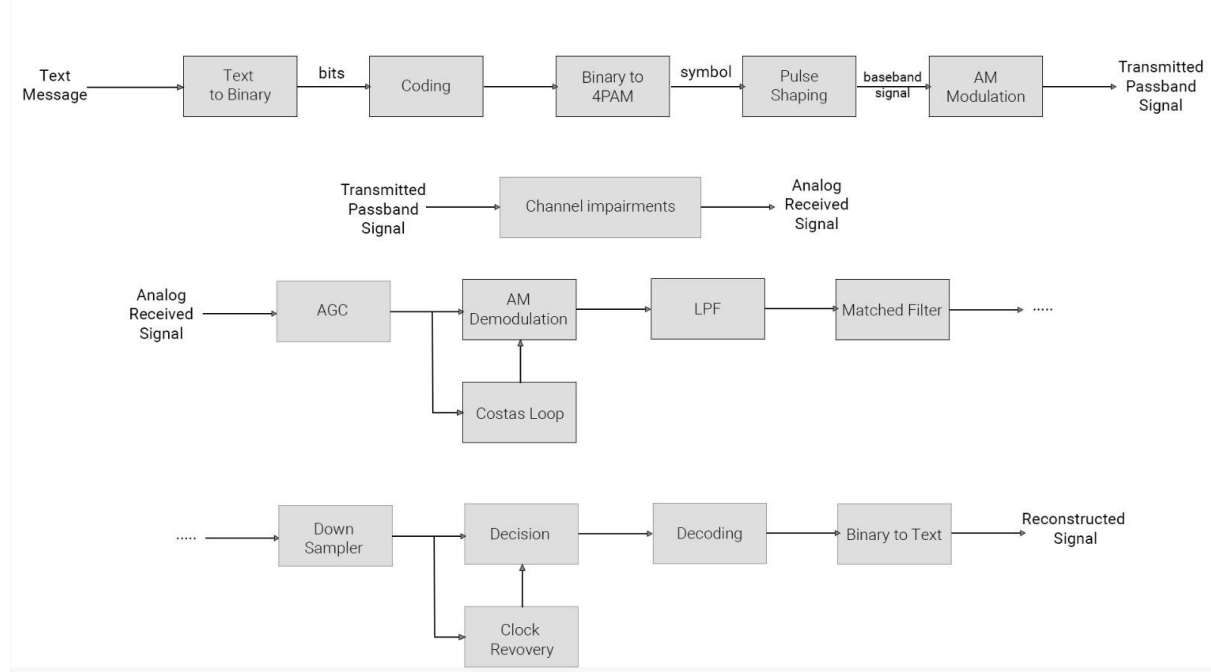 Text
Message
Text
to Binary
bits
Coding
Binary to
4PAM
symbol
Pulse
Shaping
baseband
signal
AM
Modulation
Transmitted
Passband
Signal
Transmitted
Passband
Signal
Channel impairments
Analog
Received
Signal
Analog
Received
Signal
AGC
AM
Demodulation
LPF
Matched Filter
.....
Costas Loop
.....
Down
Sampler
Decision
Decoding
Binary to Text
Reconstructed
Signal
Clock
Revovery